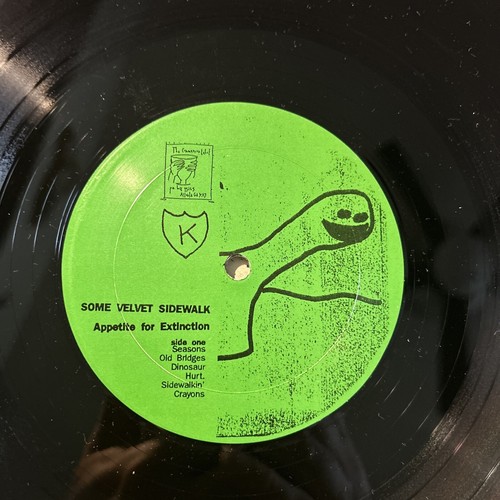 K
SOME VELVET SIDEWALK
Appetite for Extinction
side one
Seasons
Old Bridges
Dinosaur
Hurt.
Sidewalkin'
Crayons